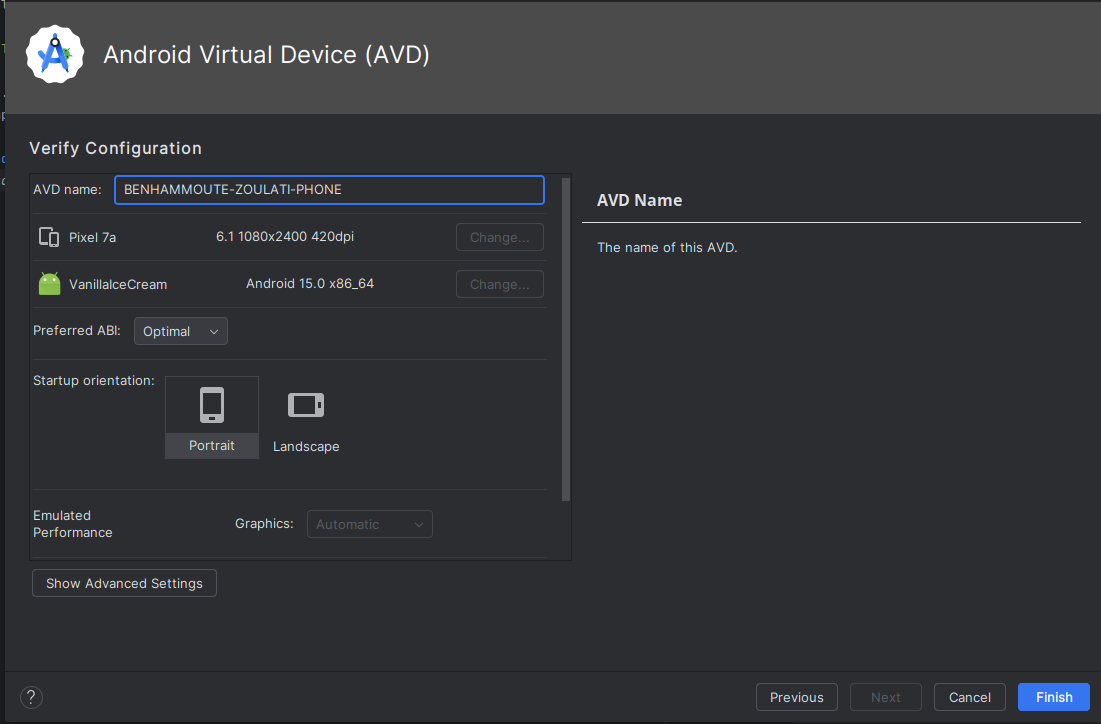 Android Virtual Device (AVD)
Verify Configuration
AVD name: BENHAMMOUTE-ZOULATI-PHONE
Pixel 7a 6.1 1080x2400 420dpi Change...
VanillaIceCream Android 15.0 x86_64 Change...
Preferred ABI: Optimal
Startup orientation:
Portrait Landscape
Emulated
Performance
Graphics: Automatic
Show Advanced Settings
AVD Name
The name of this AVD.
? Previous Next Cancel Finish